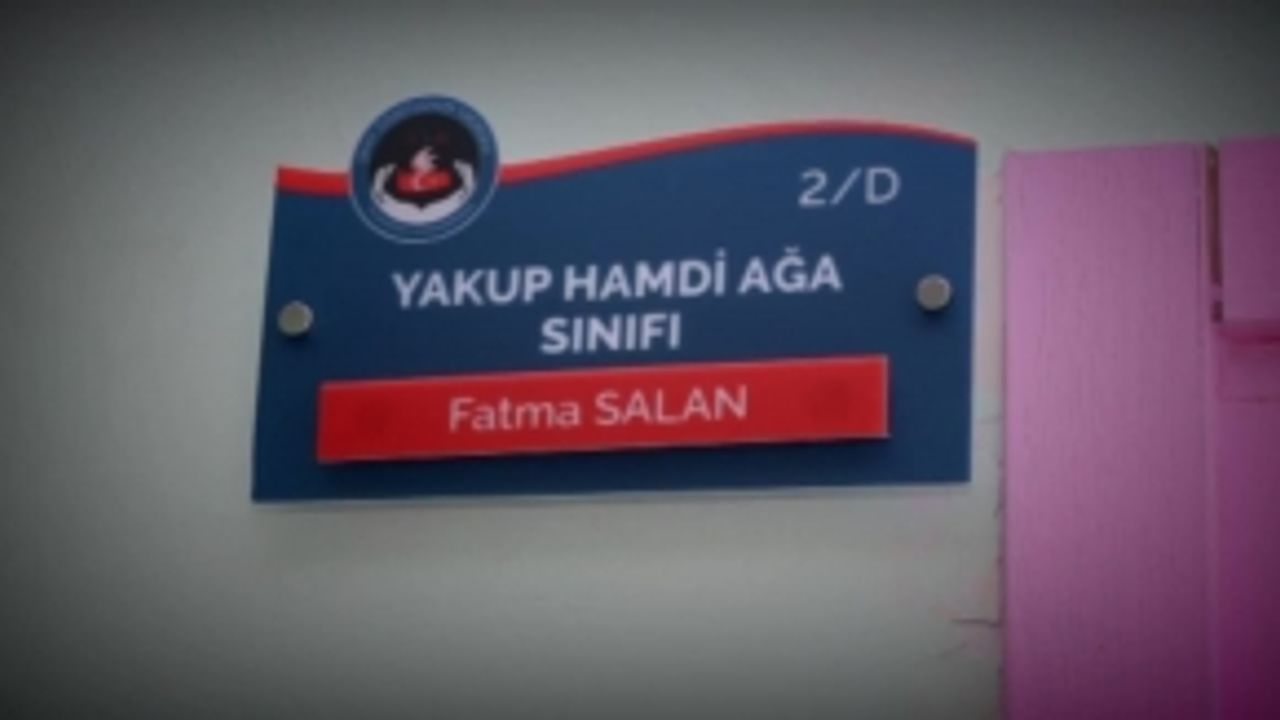 2/D
YAKUP HAMDİ AĞA
SINIFI
Fatma SALAN